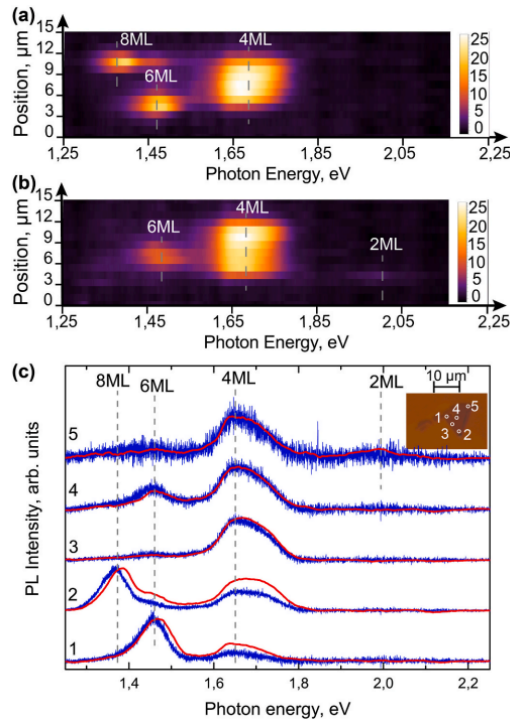 (a)
8ML
4ML
6ML
Position, μm
15
12
9
6
3
0
25
20
15
10
5
0
1,25
1,45
1,65
1,85
2,05
2,25
Photon Energy, eV
(b)
4ML
6ML
2ML
Position, μm
15
12
9
6
3
0
25
20
15
10
5
0
1,25
1,45
1,65
1,85
2,05
2,25
Photon Energy, eV
(c)
8ML
6ML
4ML
2ML
10 μm
1
4
5
3
2
5
4
3
2
1
PL Intensity, arb. units
1,4
1,6
1,8
2,0
2,2
Photon energy, eV